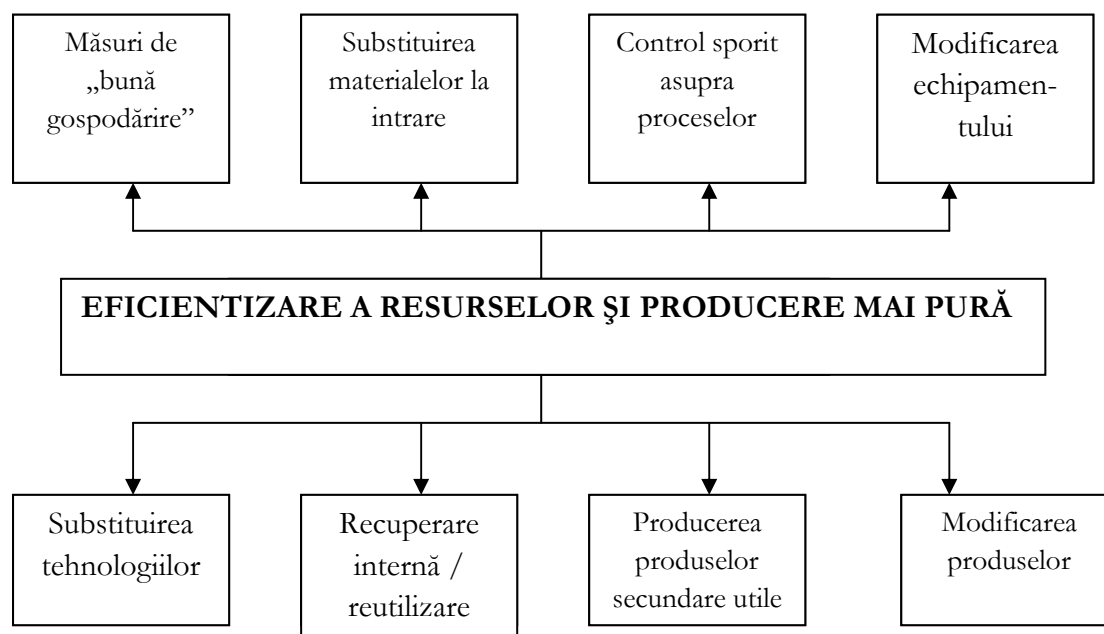 Măsuri de
„bună
gospodărire”
Substituirea
materialelor la
intrare
Control sporit
asupra
proceselor
Modificarea
echipamen-
tului
EFICIENTIZARE A RESURSELOR ŞI PRODUCERE MAI PURĂ
Substituirea
tehnologiilor
Recuperare
internă /
reutilizare
Producerea
produselor
secundare utile
Modificarea
produselor